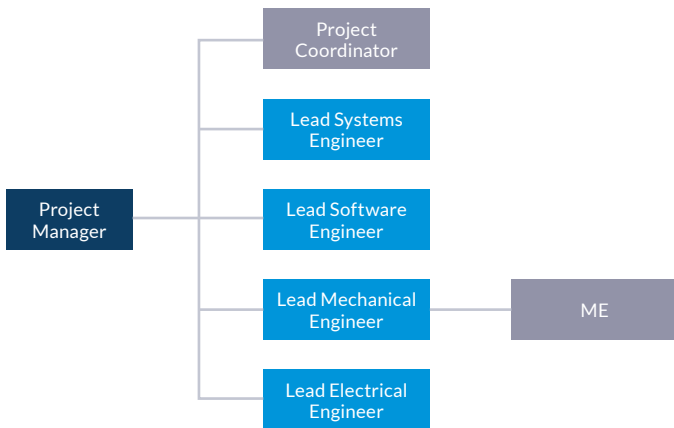 Project
Coordinator
Lead Systems
Engineer
Project
Manager
Lead Software
Engineer
Lead Mechanical
Engineer
ME
Lead Electrical
Engineer